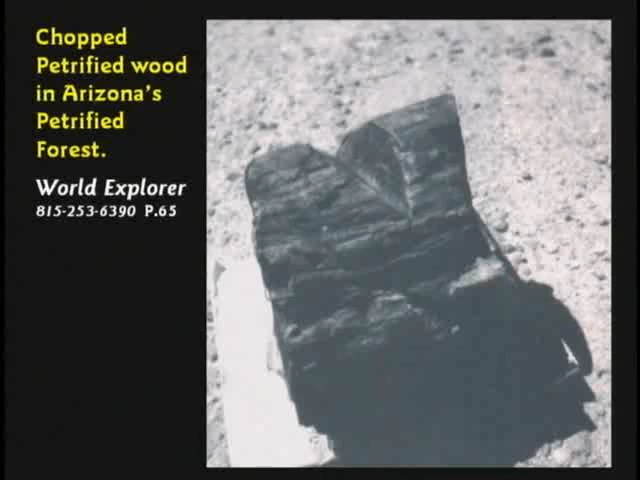 Chopped
Petrified wood
in Arizona's
Petrified
Forest.
World Explorer
815-253-6390 P.65